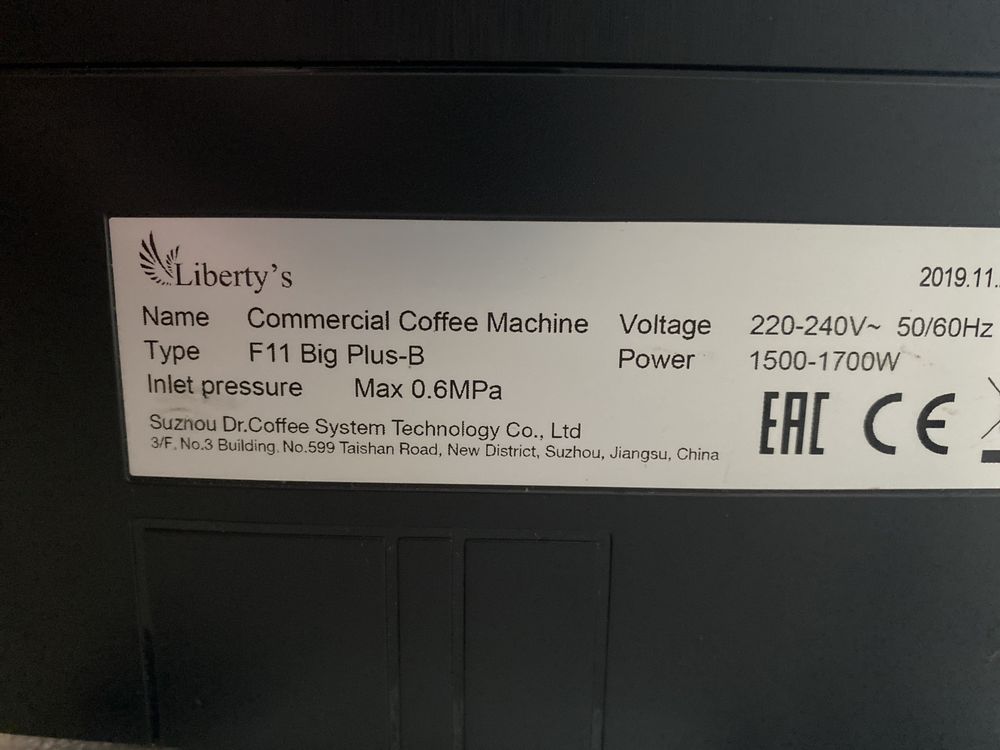 Liberty's
2019.11.
Name Commercial Coffee Machine Voltage 220-240V~ 50/60Hz
Type F11 Big Plus-B Power 1500-1700W
Inlet pressure Max 0.6MPa
Suzhou Dr.Coffee System Technology Co., Ltd
3/F. No.3 Building. No.599 Taishan Road, New District, Suzhou, Jiangsu, China
EAC CE